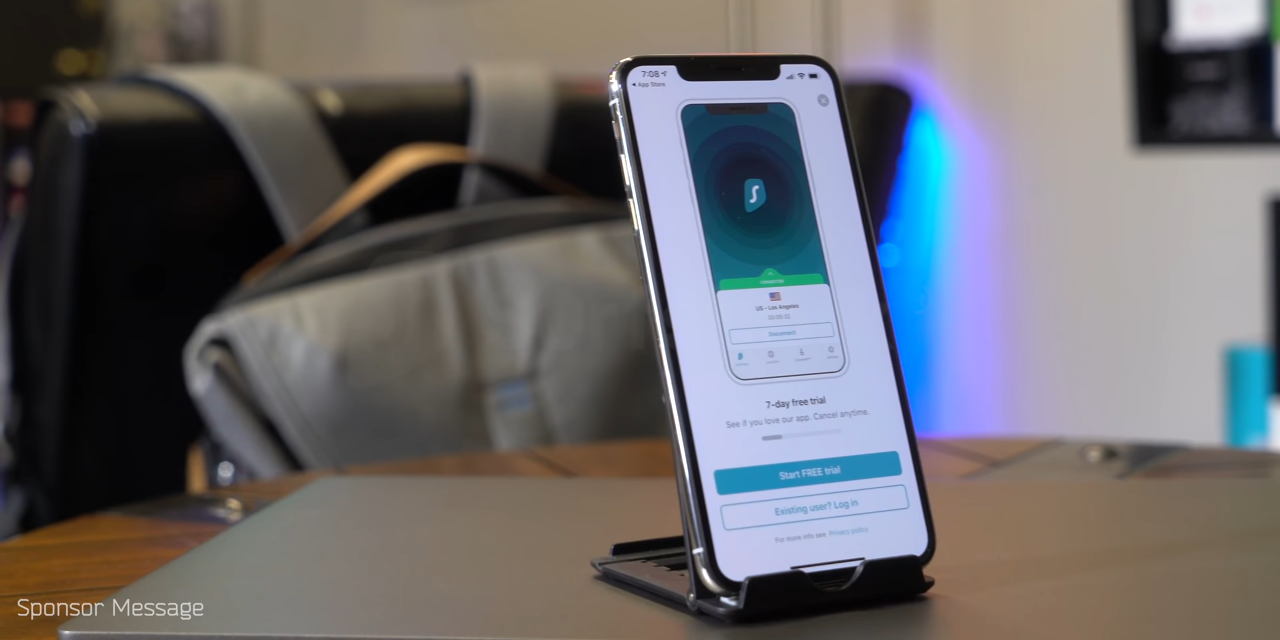 7:08
App Store
CONNECTED
US - Los Angeles
Disconnect
7-day free trial
See if you love our app. Cancel anytime.
Start FREE trial
Existing user? Log in
For more info see Privacy policy
Sponsor Message